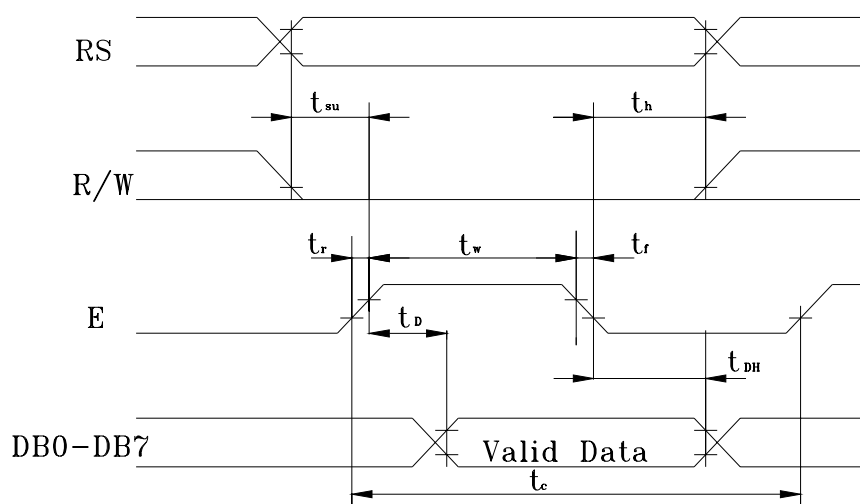 RS
tsu
th
R/W
tr
tw
tf
E
tD
tDH
DB0-DB7
Valid Data
tc